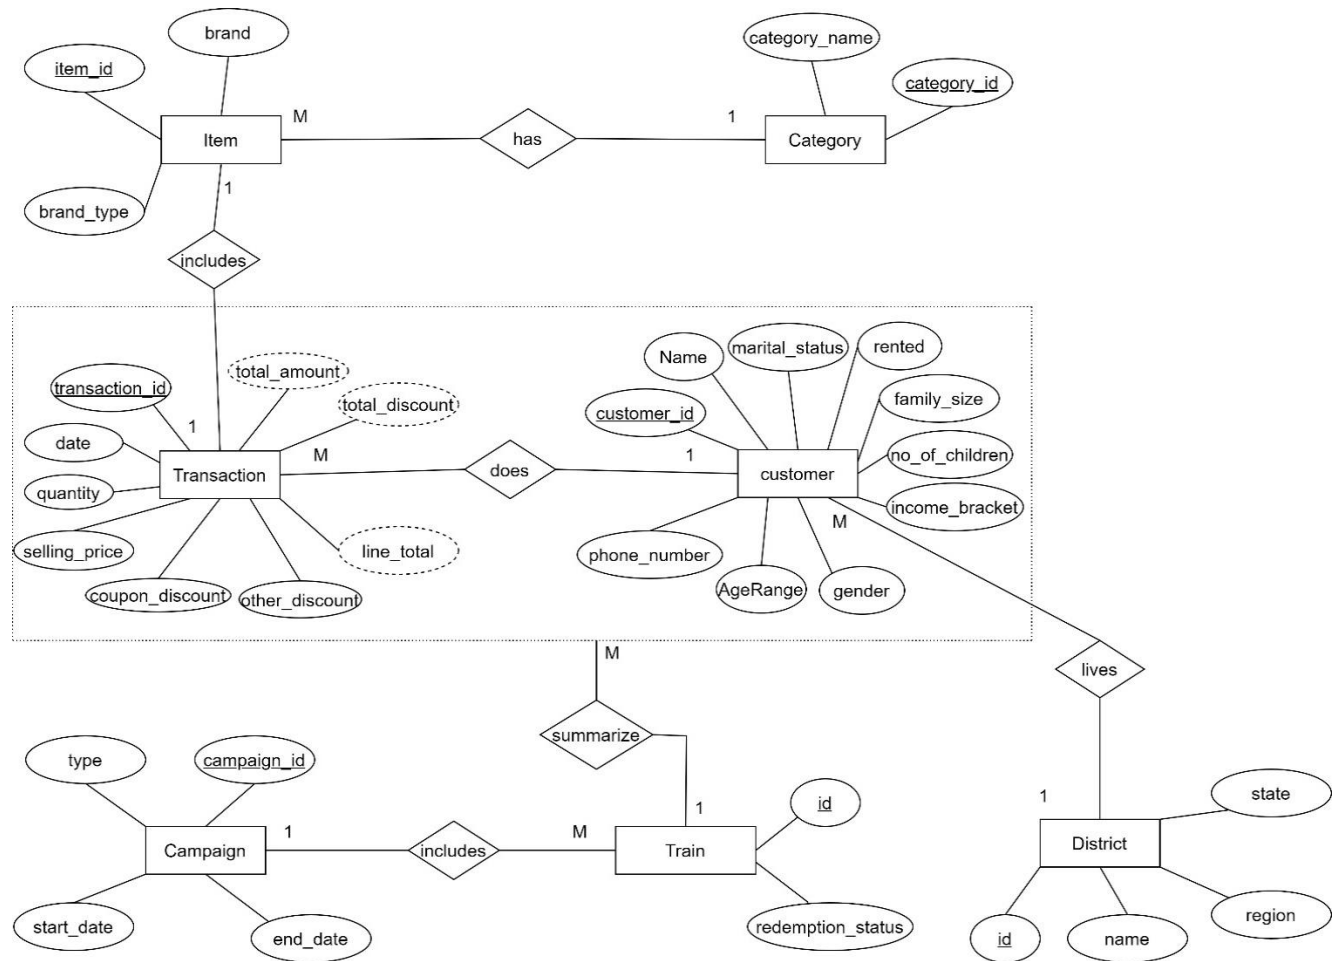 brand
category_name
item_id
category_id
M
1
Item
has
Category
1
brand_type
includes
Name
marital_status
rented
total_amount
transaction_id
total_discount
family_size
customer_id
1
date
M
1
no_of_children
Transaction
does
customer
quantity
income_bracket
M
selling_price
line_total
phone_number
coupon_discount
other_discount
AgeRange
gender
M
lives
summarize
type
campaign_id
state
1
id
1
1
M
Campaign
includes
Train
District
start_date
end_date
redemption_status
id
name
region